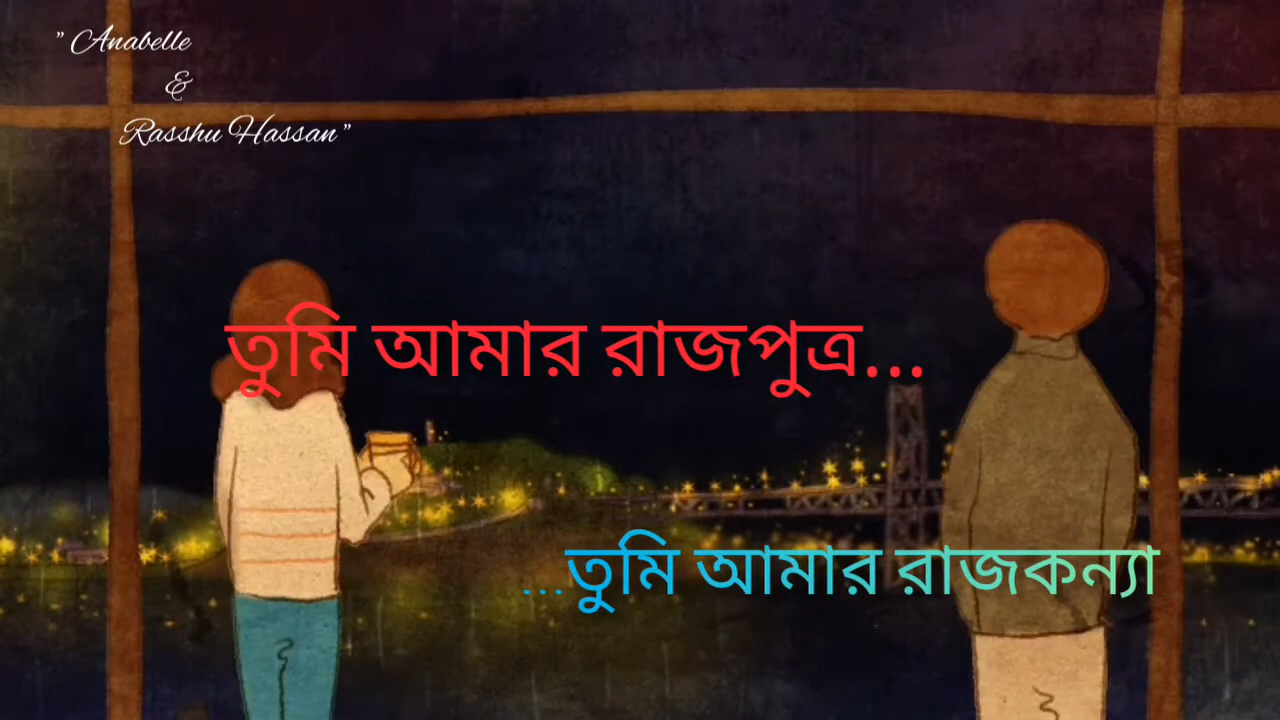 " Anabelle
&
Rasshu Hassan "
তুমি আমার রাজপুত্র...
...তুমি আমার রাজকন্যা